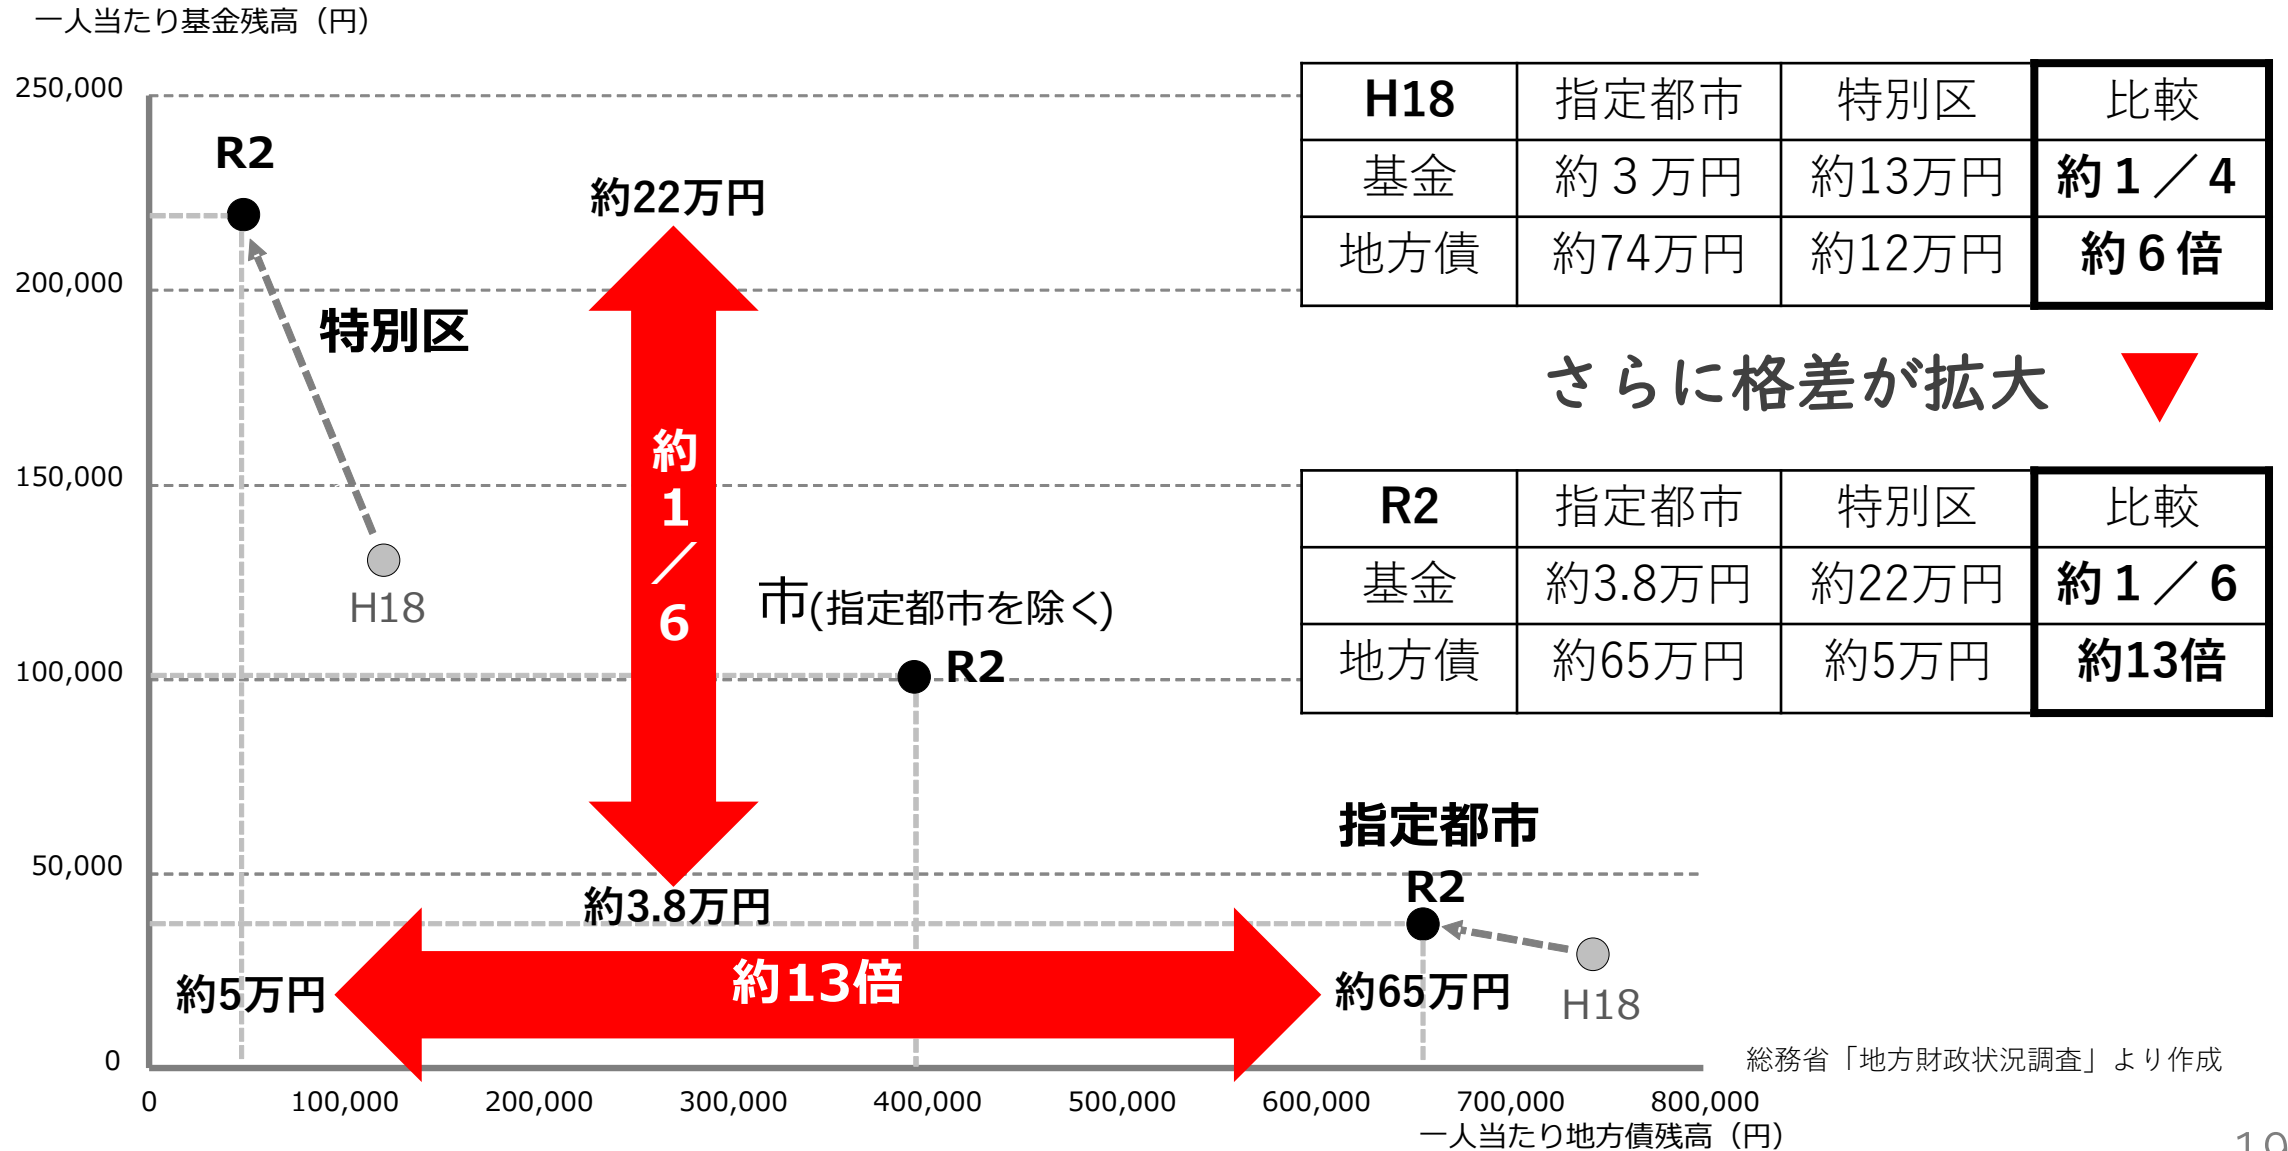 一人当たり基金残高（円）
250,000
200,000
150,000
100,000
50,000
0
0 100,000 200,000 300,000 400,000 500,000 600,000 700,000 800,000
一人当たり地方債残高（円）
R2
特別区
H18
約22万円
約1／6
約3.8万円
市(指定都市を除く)
R2
指定都市
R2
H18
約5万円
約13倍
約65万円
H18 指定都市 特別区 比較
基金 約３万円 約13万円 約１／４
地方債 約74万円 約12万円 約６倍
さらに格差が拡大
R2 指定都市 特別区 比較
基金 約3.8万円 約22万円 約１／６
地方債 約65万円 約5万円 約13倍
総務省「地方財政状況調査」より作成